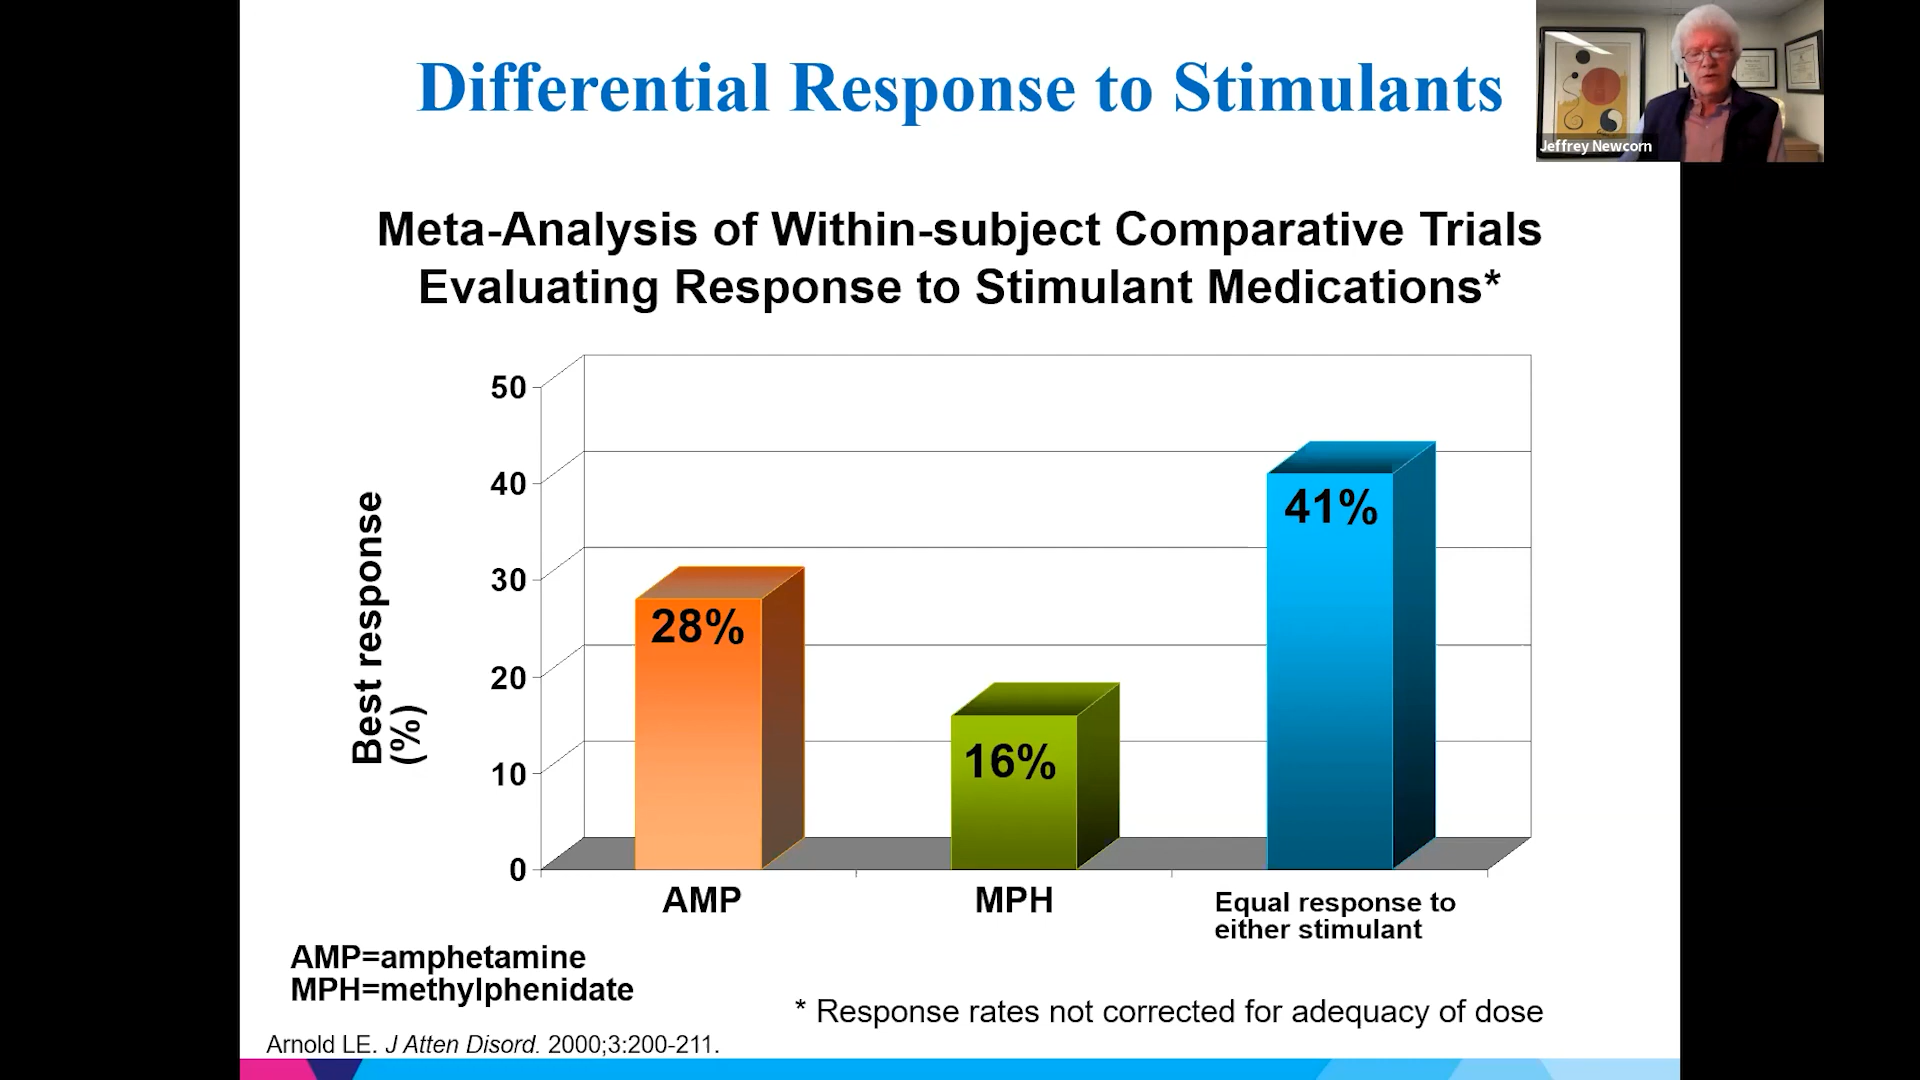 Differential Response to Stimulants
Jeffrey Newcorn
Meta-Analysis of Within-subject Comparative Trials
Evaluating Response to Stimulant Medications*
Best response
(%)
50
40
30
20
10
0
28%
16%
41%
AMP
MPH
Equal response to
either stimulant
AMP=amphetamine
MPH=methylphenidate
* Response rates not corrected for adequacy of dose
Arnold LE. J Atten Disord. 2000;3:200-211.